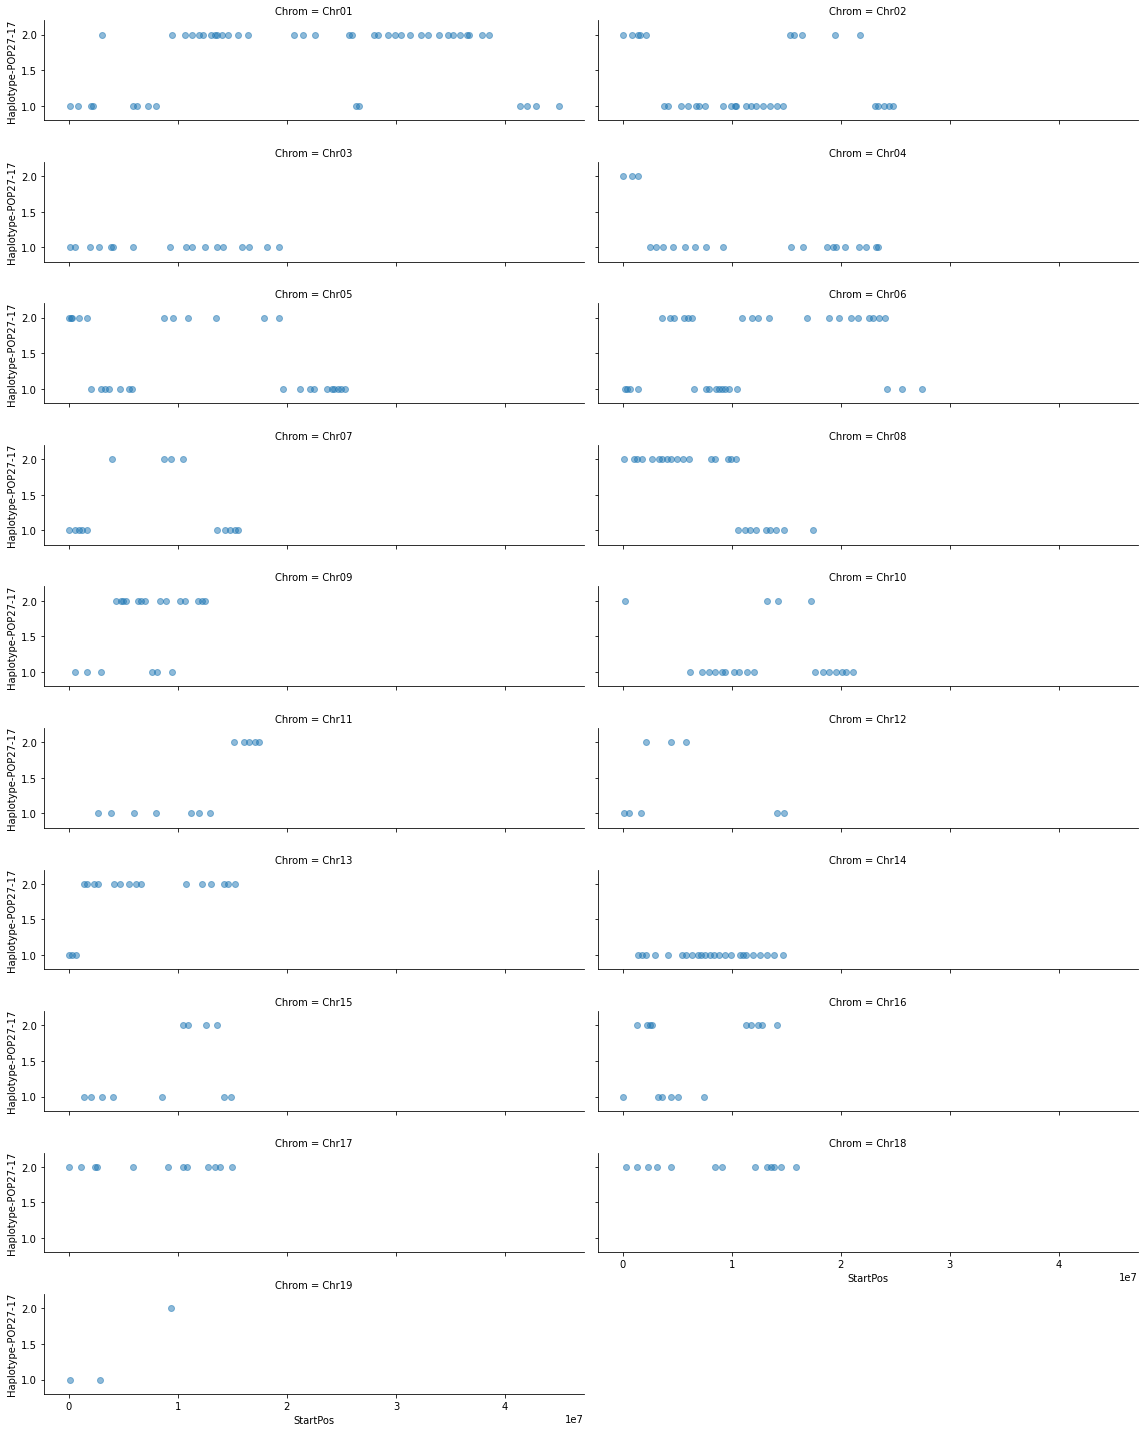 Chrom = Chr01
Chrom = Chr02
Haplotype-POP27-17
2.0
1.5
1.0
Chrom = Chr03
Chrom = Chr04
Haplotype-POP27-17
2.0
1.5
1.0
Chrom = Chr05
Chrom = Chr06
Haplotype-POP27-17
2.0
1.5
1.0
Chrom = Chr07
Chrom = Chr08
Haplotype-POP27-17
2.0
1.5
1.0
Chrom = Chr09
Chrom = Chr10
Haplotype-POP27-17
2.0
1.5
1.0
Chrom = Chr11
Chrom = Chr12
Haplotype-POP27-17
2.0
1.5
1.0
Chrom = Chr13
Chrom = Chr14
Haplotype-POP27-17
2.0
1.5
1.0
Chrom = Chr15
Chrom = Chr16
Haplotype-POP27-17
2.0
1.5
1.0
Chrom = Chr17
Chrom = Chr18
Haplotype-POP27-17
2.0
1.5
1.0
0 1 2 3 4
StartPos
1e7
Chrom = Chr19
Haplotype-POP27-17
2.0
1.5
1.0
0 1 2 3 4
StartPos
1e7